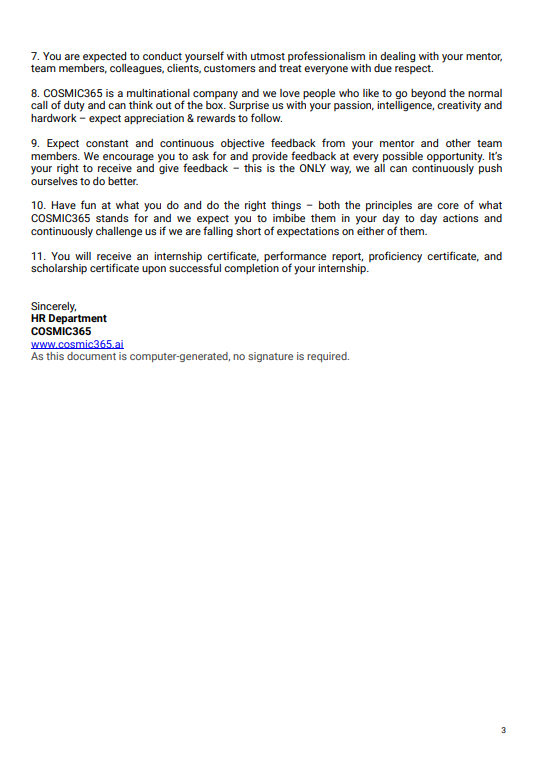 7. You are expected to conduct yourself with utmost professionalism in dealing with your mentor,
team members, colleagues, clients, customers and treat everyone with due respect.
8. COSMIC365 is a multinational company and we love people who like to go beyond the normal
call of duty and can think out of the box. Surprise us with your passion, intelligence, creativity and
hardwork – expect appreciation & rewards to follow.
9. Expect constant and continuous objective feedback from your mentor and other team
members. We encourage you to ask for and provide feedback at every possible opportunity. It's
your right to receive and give feedback – this is the ONLY way, we all can continuously push
ourselves to do better.
10. Have fun at what you do and do the right things – both the principles are core of what
COSMIC365 stands for and we expect you to imbibe them in your day to day actions and
continuously challenge us if we are falling short of expectations on either of them.
11. You will receive an internship certificate, performance report, proficiency certificate, and
scholarship certificate upon successful completion of your internship.
Sincerely,
HR Department
COSMIC365
www.cosmic365.ai
As this document is computer-generated, no signature is required.
3